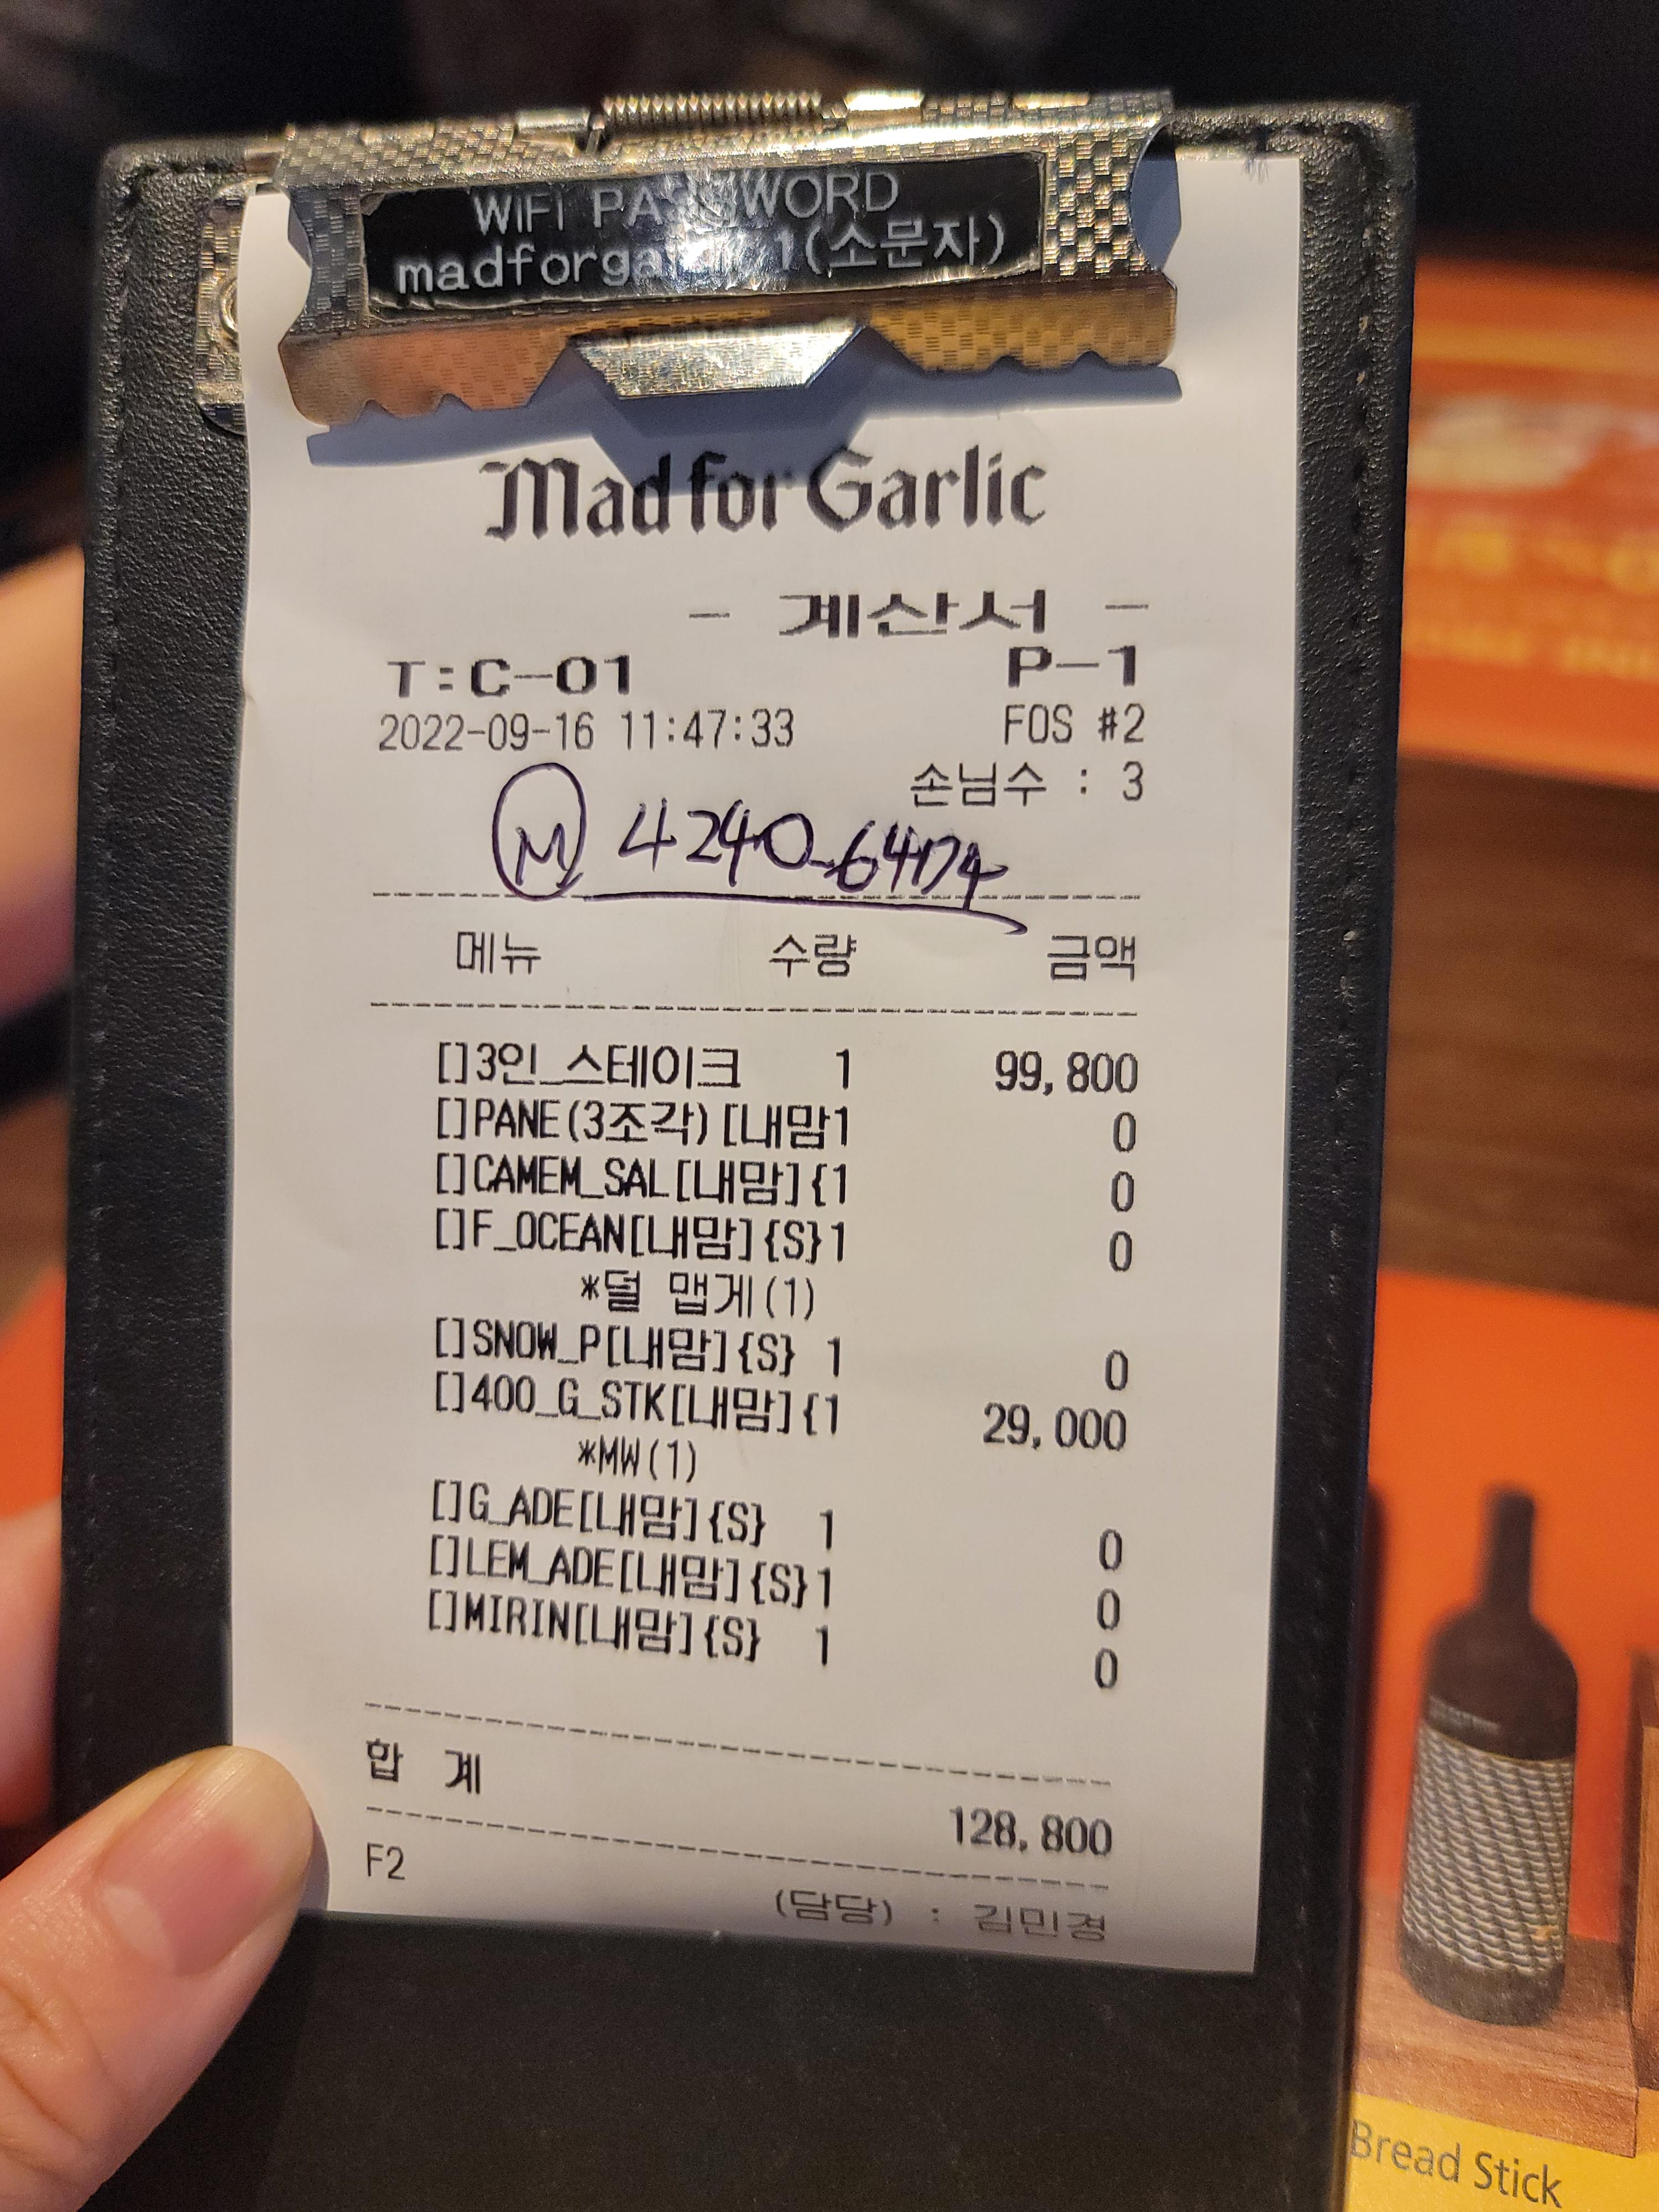 WIFI PASSWORD
1(소문자)
Mad for Garlic
- 계산서 -
T:C-01 P-1
2022-09-16 11:47:33 FOS #2
손님수 : 3
M 4240-6474
메뉴 수량 금액
[]3인_스테이크 1 99,800
[]PANE(3조각)[내맘1 0
[]CAMEM_SAL[내맘]{1 0
[]F_OCEAN[내맘]{S}1 0
*덜 맵게(1)
[]SNOW_P[내맘]{S} 1 0
[]400_G_STK[내맘]{1 29,000
*MW(1)
[]G_ADE[내맘]{S} 1 0
[]LEM_ADE[내맘]{S}1 0
[]MIRIN[내맘]{S} 1 0
합 계
128,800
F2
(담당) : 김민경
Bread Stick